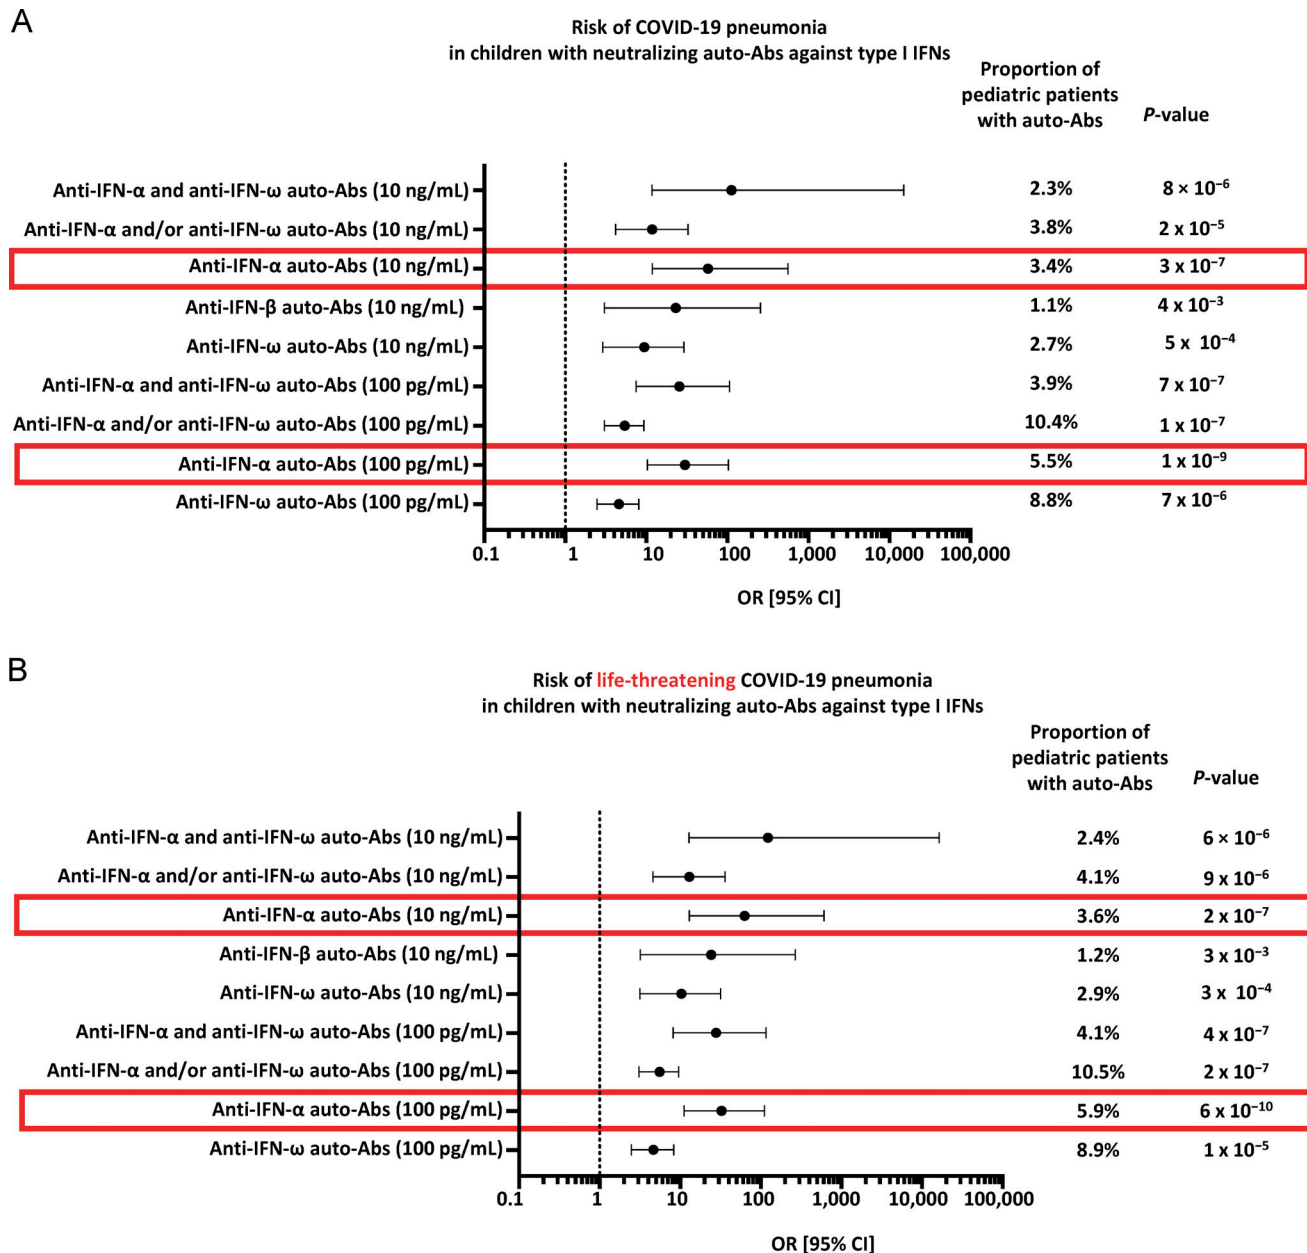 A
Risk of COVID-19 pneumonia
in children with neutralizing auto-Abs against type I IFNs
Proportion of
pediatric patients
with auto-Abs
P-value
Anti-IFN-α and anti-IFN-ω auto-Abs (10 ng/mL) 2.3% 8 × 10⁻⁶
Anti-IFN-α and/or anti-IFN-ω auto-Abs (10 ng/mL) 3.8% 2 x 10⁻⁵
Anti-IFN-α auto-Abs (10 ng/mL) 3.4% 3 x 10⁻⁷
Anti-IFN-β auto-Abs (10 ng/mL) 1.1% 4 x 10⁻³
Anti-IFN-ω auto-Abs (10 ng/mL) 2.7% 5 x 10⁻⁴
Anti-IFN-α and anti-IFN-ω auto-Abs (100 pg/mL) 3.9% 7 x 10⁻⁷
Anti-IFN-α and/or anti-IFN-ω auto-Abs (100 pg/mL) 10.4% 1 x 10⁻⁷
Anti-IFN-α auto-Abs (100 pg/mL) 5.5% 1 x 10⁻⁹
Anti-IFN-ω auto-Abs (100 pg/mL) 8.8% 7 x 10⁻⁶
0.1 1 10 100 1,000 10,000 100,000
OR [95% CI]
B
Risk of life-threatening COVID-19 pneumonia
in children with neutralizing auto-Abs against type I IFNs
Proportion of
pediatric patients
with auto-Abs
P-value
Anti-IFN-α and anti-IFN-ω auto-Abs (10 ng/mL) 2.4% 6 × 10⁻⁶
Anti-IFN-α and/or anti-IFN-ω auto-Abs (10 ng/mL) 4.1% 9 x 10⁻⁶
Anti-IFN-α auto-Abs (10 ng/mL) 3.6% 2 x 10⁻⁷
Anti-IFN-β auto-Abs (10 ng/mL) 1.2% 3 x 10⁻³
Anti-IFN-ω auto-Abs (10 ng/mL) 2.9% 3 x 10⁻⁴
Anti-IFN-α and anti-IFN-ω auto-Abs (100 pg/mL) 4.1% 4 x 10⁻⁷
Anti-IFN-α and/or anti-IFN-ω auto-Abs (100 pg/mL) 10.5% 2 x 10⁻⁷
Anti-IFN-α auto-Abs (100 pg/mL) 5.9% 6 x 10⁻¹⁰
Anti-IFN-ω auto-Abs (100 pg/mL) 8.9% 1 x 10⁻⁵
0.1 1 10 100 1,000 10,000 100,000
OR [95% CI]